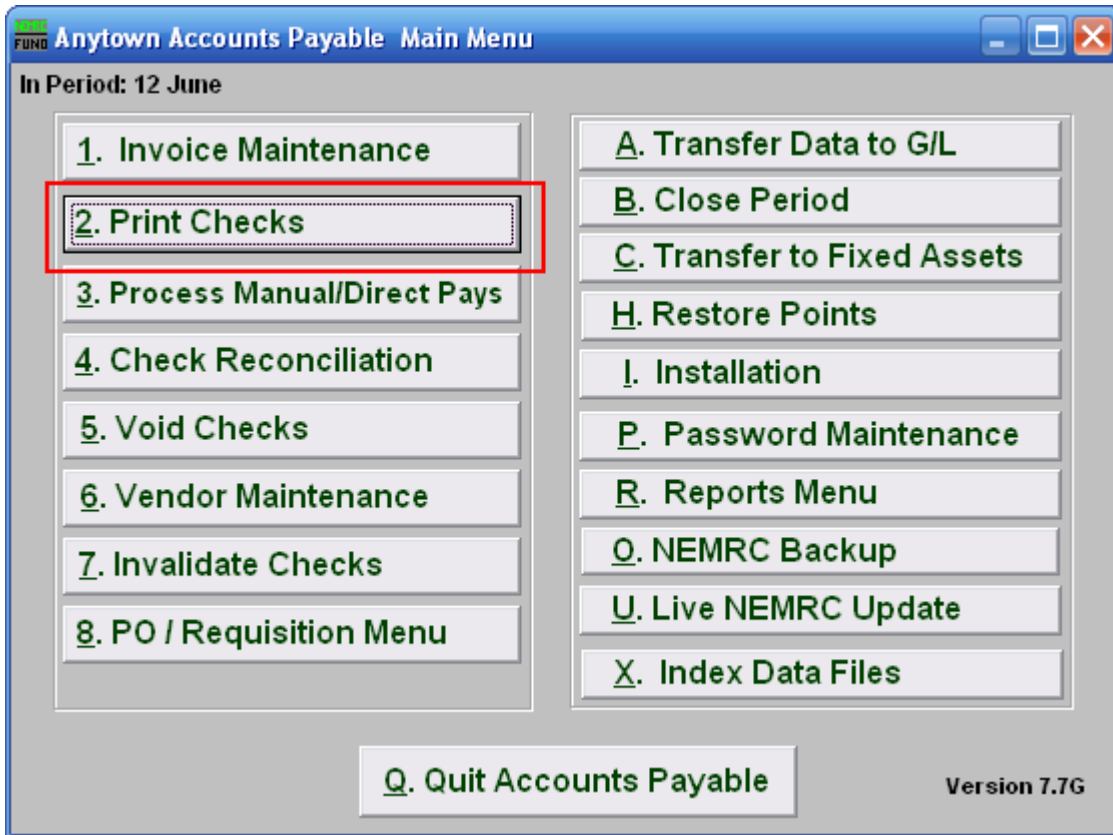 NEMRC
FUND
Anytown Accounts Payable Main Menu
In Period: 12 June
1. Invoice Maintenance
2. Print Checks
3. Process Manual/Direct Pays
4. Check Reconciliation
5. Void Checks
6. Vendor Maintenance
7. Invalidate Checks
8. PO / Requisition Menu
A. Transfer Data to G/L
B. Close Period
C. Transfer to Fixed Assets
H. Restore Points
I. Installation
P. Password Maintenance
R. Reports Menu
O. NEMRC Backup
U. Live NEMRC Update
X. Index Data Files
Q. Quit Accounts Payable
Version 7.7G